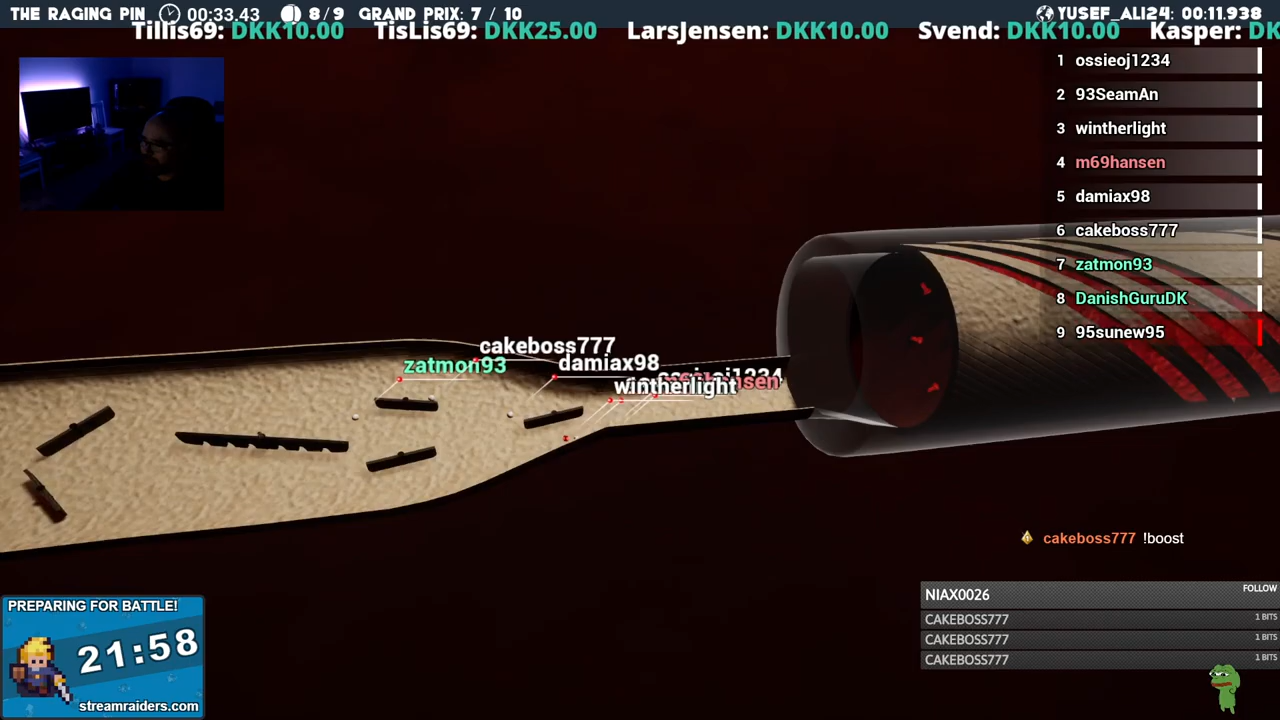 THE RAGING PIN 00:33.43 8/9 GRAND PRIX: 7 / 10
YUSEF_ALI24: 00:11.938
Tillis69: DKK10.00 TisLis69: DKK25.00 LarsJensen: DKK10.00 Svend: DKK10.00 Kasper: DK
1 ossieoj1234
2 93SeamAn
3 wintherlight
4 m69hansen
5 damiax98
6 cakeboss777
7 zatmon93
8 DanishGuruDK
9 95sunew95
cakeboss777
zatmon93
damiax98
wintherlight
cakeboss777 !boost
PREPARING FOR BATTLE!
21:58
streamraiders.com
NIAX0026 FOLLOW
CAKEBOSS777 1 BITS
CAKEBOSS777 1 BITS
CAKEBOSS777 1 BITS